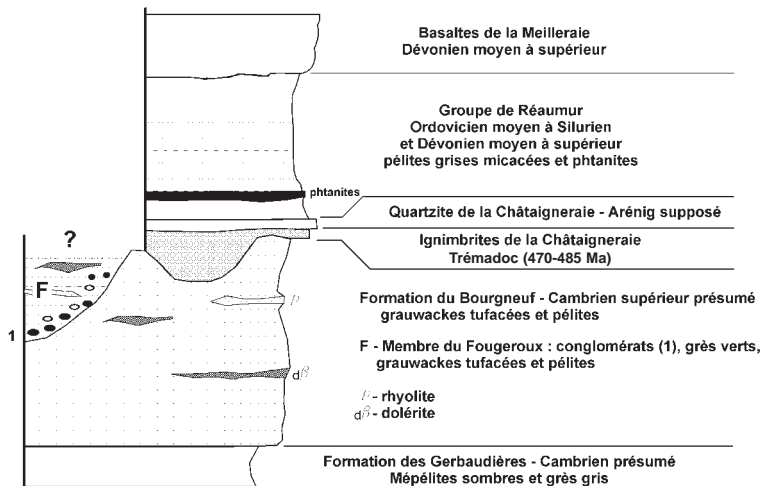 Basaltes de la Meilleraie
Dévonien moyen à supérieur
Groupe de Réaumur
Ordovicien moyen à Silurien
et Dévonien moyen à supérieur
pélites grises micacées et phtanites
phtanites
Quartzite de la Châtaigneraie - Arénig supposé
?
Ignimbrites de la Châtaigneraie
Trémadoc (470-485 Ma)
F
Formation du Bourgneuf - Cambrien supérieur présumé
grauwackes tufacées et pélites
1
F - Membre du Fougeroux : conglomérats (1), grès verts,
grauwackes tufacées et pélites
- rhyolite
dβ
dβ - dolérite
Formation des Gerbaudières - Cambrien présumé
Mépélites sombres et grès gris